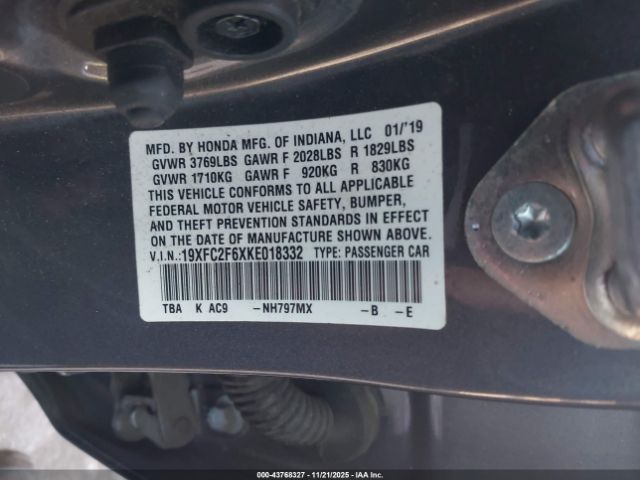 MFD. BY HONDA MFG. OF INDIANA, LLC 01/'19
GVWR 3769LBS GAWR F 2028LBS R 1829LBS
GVWR 1710KG GAWR F 920KG R 830KG
THIS VEHICLE CONFORMS TO ALL APPLICABLE
FEDERAL MOTOR VEHICLE SAFETY, BUMPER,
AND THEFT PREVENTION STANDARDS IN EFFECT
ON THE DATE OF MANUFACTURE SHOWN ABOVE.
V.I.N.:19XFC2F6XKE018332 TYPE: PASSENGER CAR
TBA K AC9 –NH797MX –B –E
000-43768327 - 11/21/2025 - IAA, Inc.